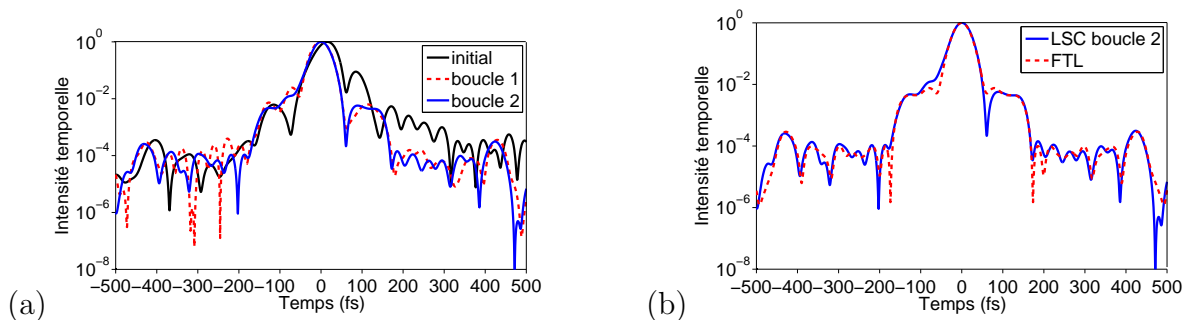 (a)
Intensité temporelle
10^0
10^-2
10^-4
10^-6
10^-8
initial
boucle 1
boucle 2
−500 −400 −300 −200 −100 0 100 200 300 400 500
Temps (fs)
(b)
Intensité temporelle
10^0
10^-2
10^-4
10^-6
10^-8
LSC boucle 2
FTL
−500 −400 −300 −200 −100 0 100 200 300 400 500
Temps (fs)